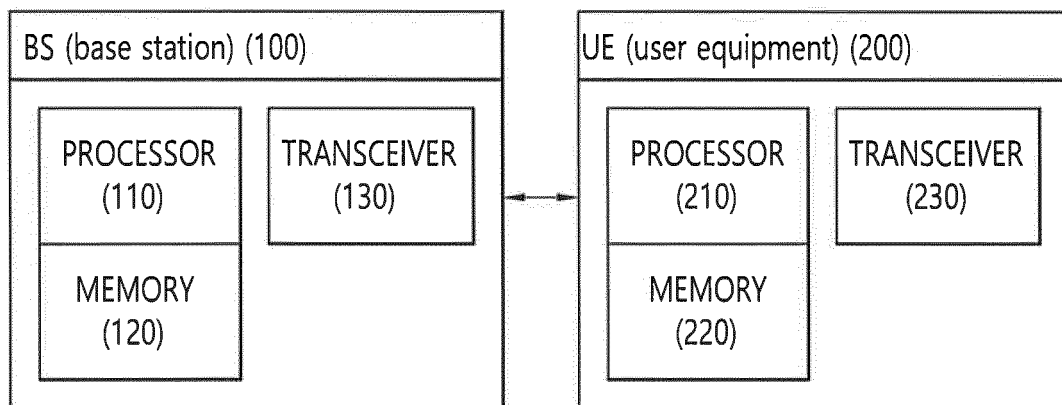 BS (base station) (100)
PROCESSOR
(110)
TRANSCEIVER
(130)
MEMORY
(120)
UE (user equipment) (200)
PROCESSOR
(210)
TRANSCEIVER
(230)
MEMORY
(220)